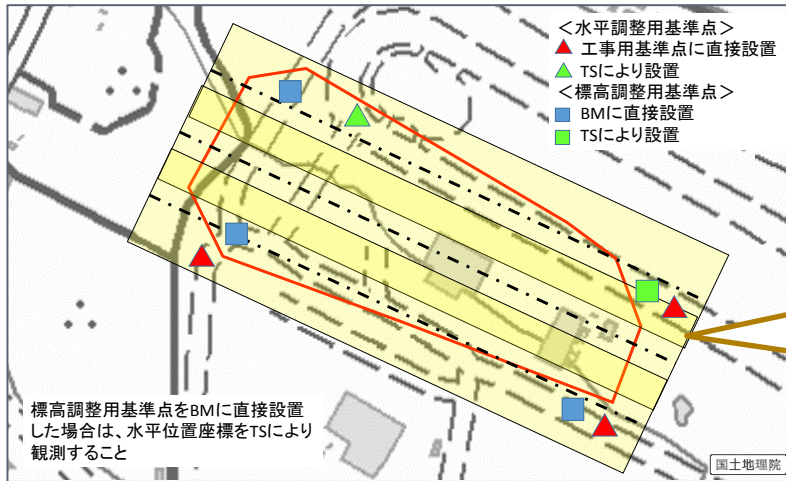 ＜水平調整用基準点＞
工事用基準点に直接設置
TSにより設置
＜標高調整用基準点＞
BMに直接設置
TSにより設置
標高調整用基準点をBMに直接設置
した場合は、水平位置座標をTSにより
観測すること
国土地理院